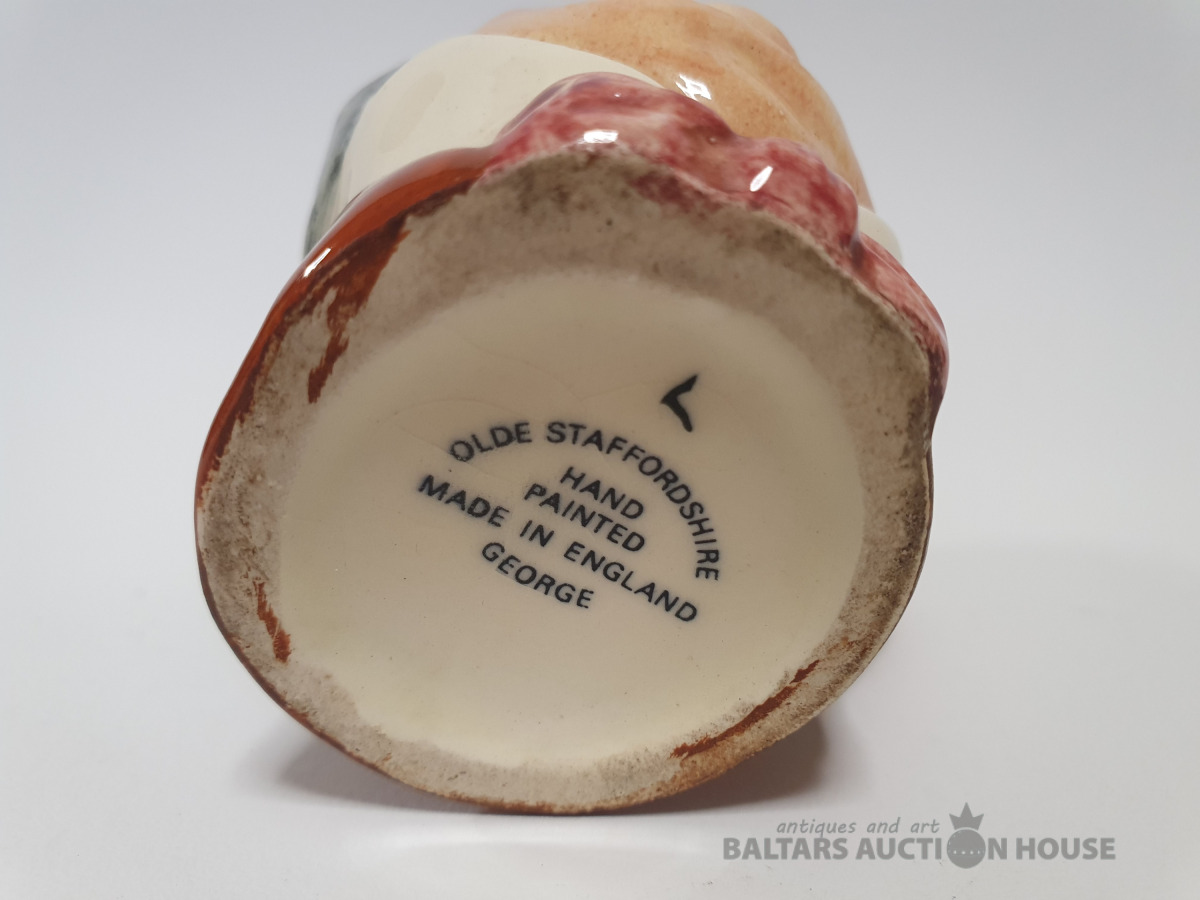 OLDE STAFFORDSHIRE
HAND
PAINTED
MADE IN ENGLAND
GEORGE
antiques and art
BALTARS AUCTION HOUSE